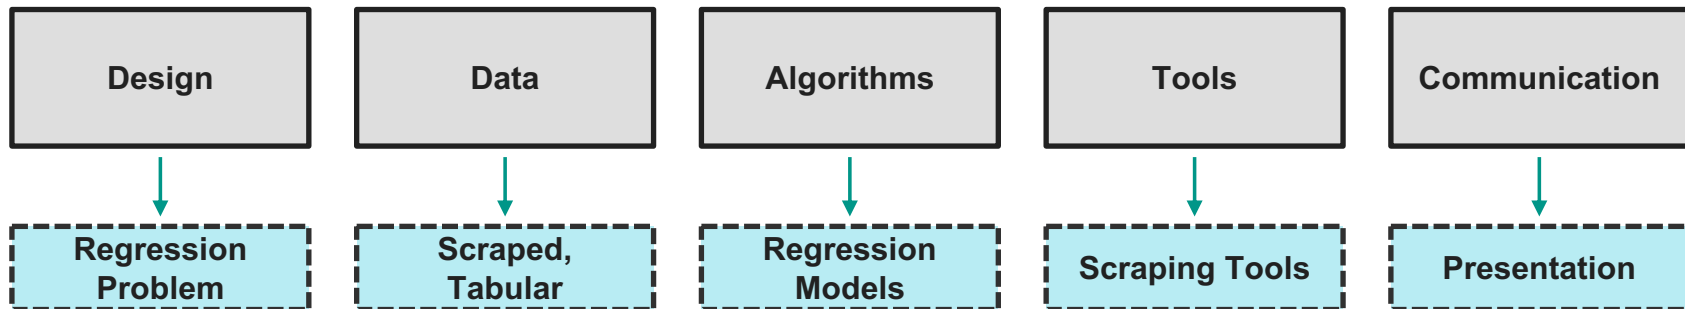 Design
Data
Algorithms
Tools
Communication
Regression
Problem
Scraped,
Tabular
Regression
Models
Scraping Tools
Presentation